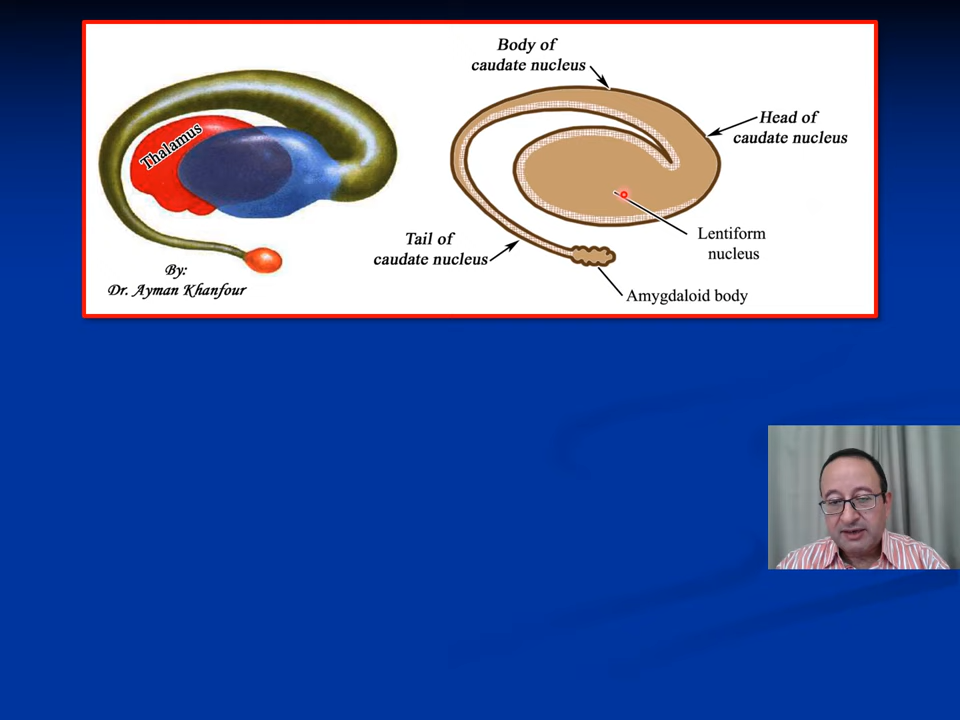 Thalamus
By:
Dr. Ayman Khanfour
Body of
caudate nucleus
Head of
caudate nucleus
Tail of
caudate nucleus
Lentiform
nucleus
Amygdaloid body